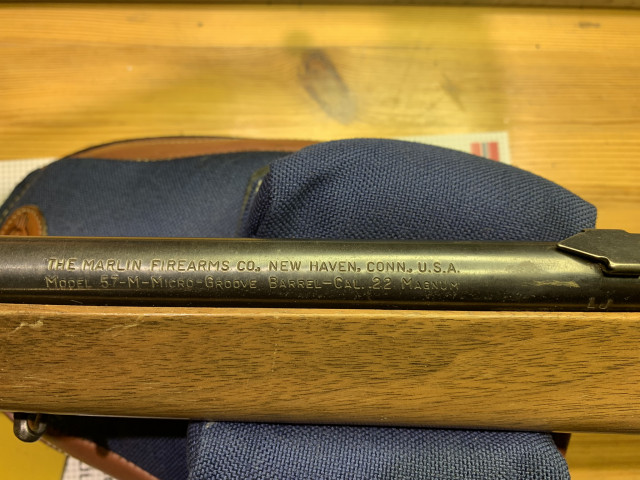 THE MARLIN FIREARMS CO., NEW HAVEN, CONN., U.S.A.
MODEL 57-M-MICRO-GROOVE BARREL-CAL. 22 MAGNUM